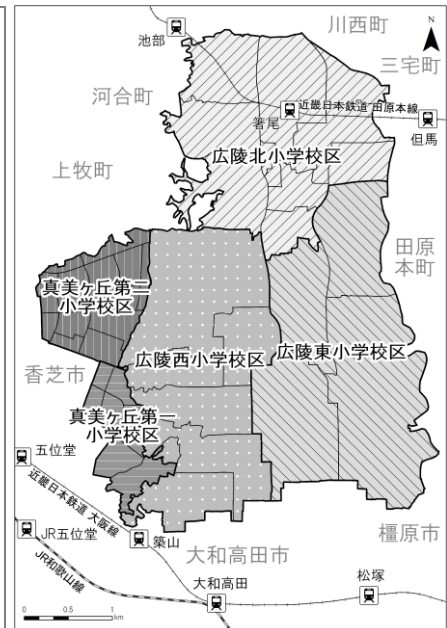 川西町
N
池部
三宅町
近畿日本鉄道 田原本線
河合町
箸尾
但馬
広陵北小学校区
上牧町
田原
本町
真美ヶ丘第二
小学校区
広陵西小学校区
広陵東小学校区
香芝市
真美ヶ丘第一
小学校区
五位堂
近畿日本鉄道 大阪線
JR五位堂
築山
橿原市
大和高田市
JR和歌山線
大和高田
松塚
0 0.5 1
km